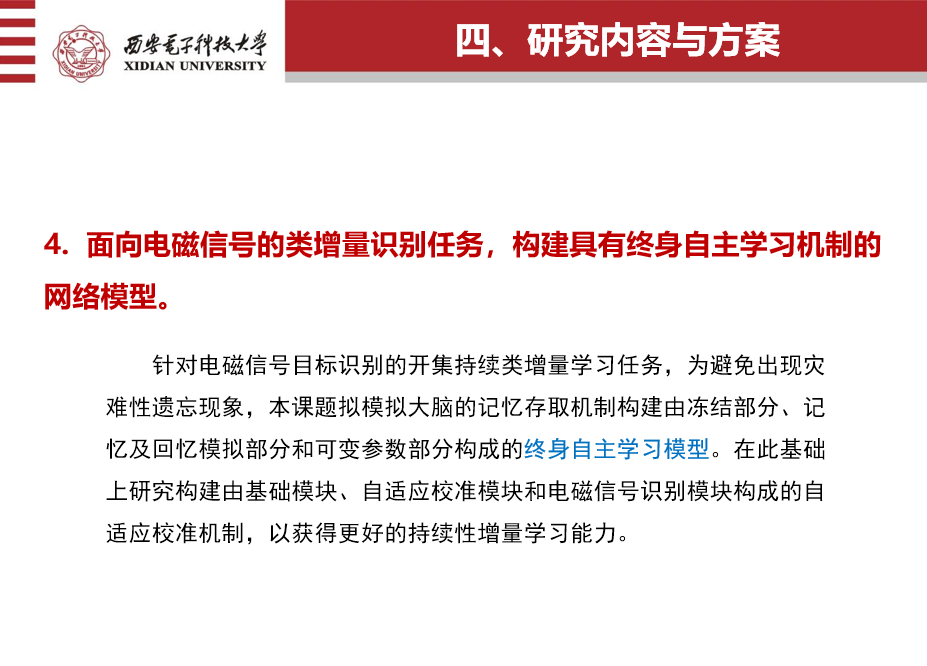 西安电子科技大学
XIDIAN UNIVERSITY
四、研究内容与方案
4. 面向电磁信号的类增量识别任务，构建具有终身自主学习机制的
网络模型。
针对电磁信号目标识别的开集持续类增量学习任务，为避免出现灾
难性遗忘现象，本课题拟模拟大脑的记忆存取机制构建由冻结部分、记
忆及回忆模拟部分和可变参数部分构成的终身自主学习模型。在此基础
上研究构建由基础模块、自适应校准模块和电磁信号识别模块构成的自
适应校准机制，以获得更好的持续性增量学习能力。